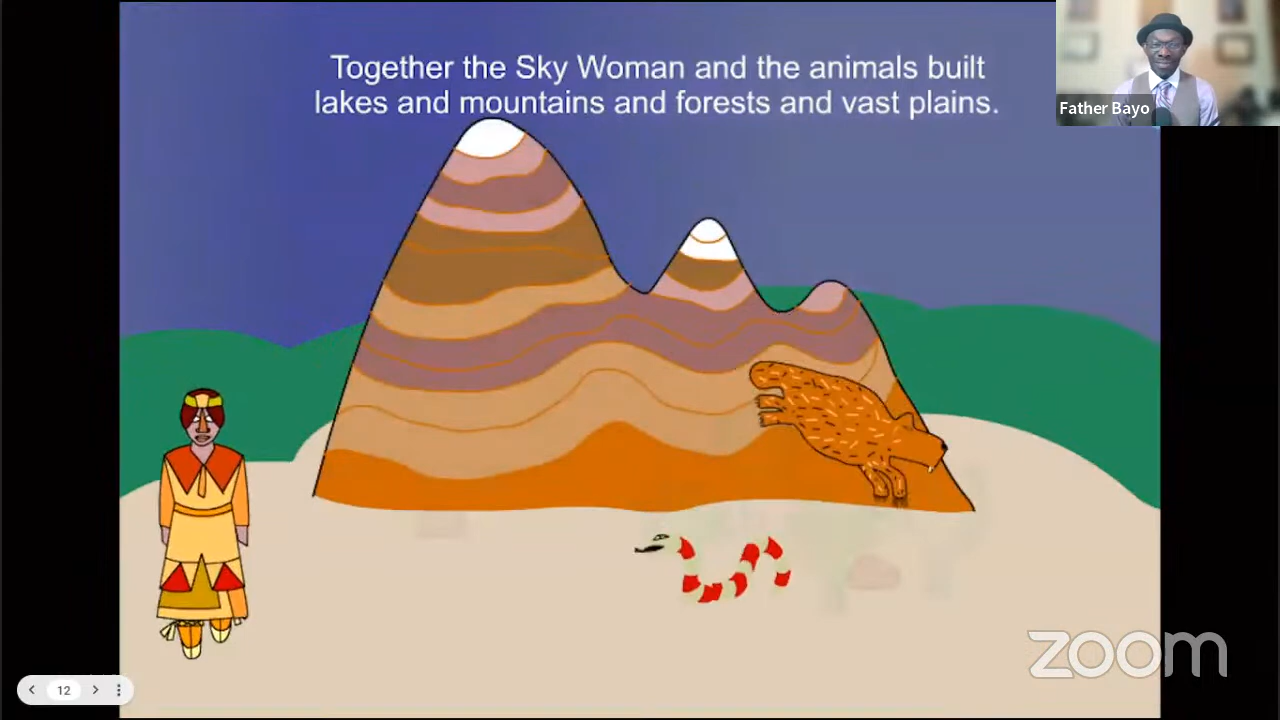 Together the Sky Woman and the animals built
lakes and mountains and forests and vast plains.
Father Bayo
12
zoom